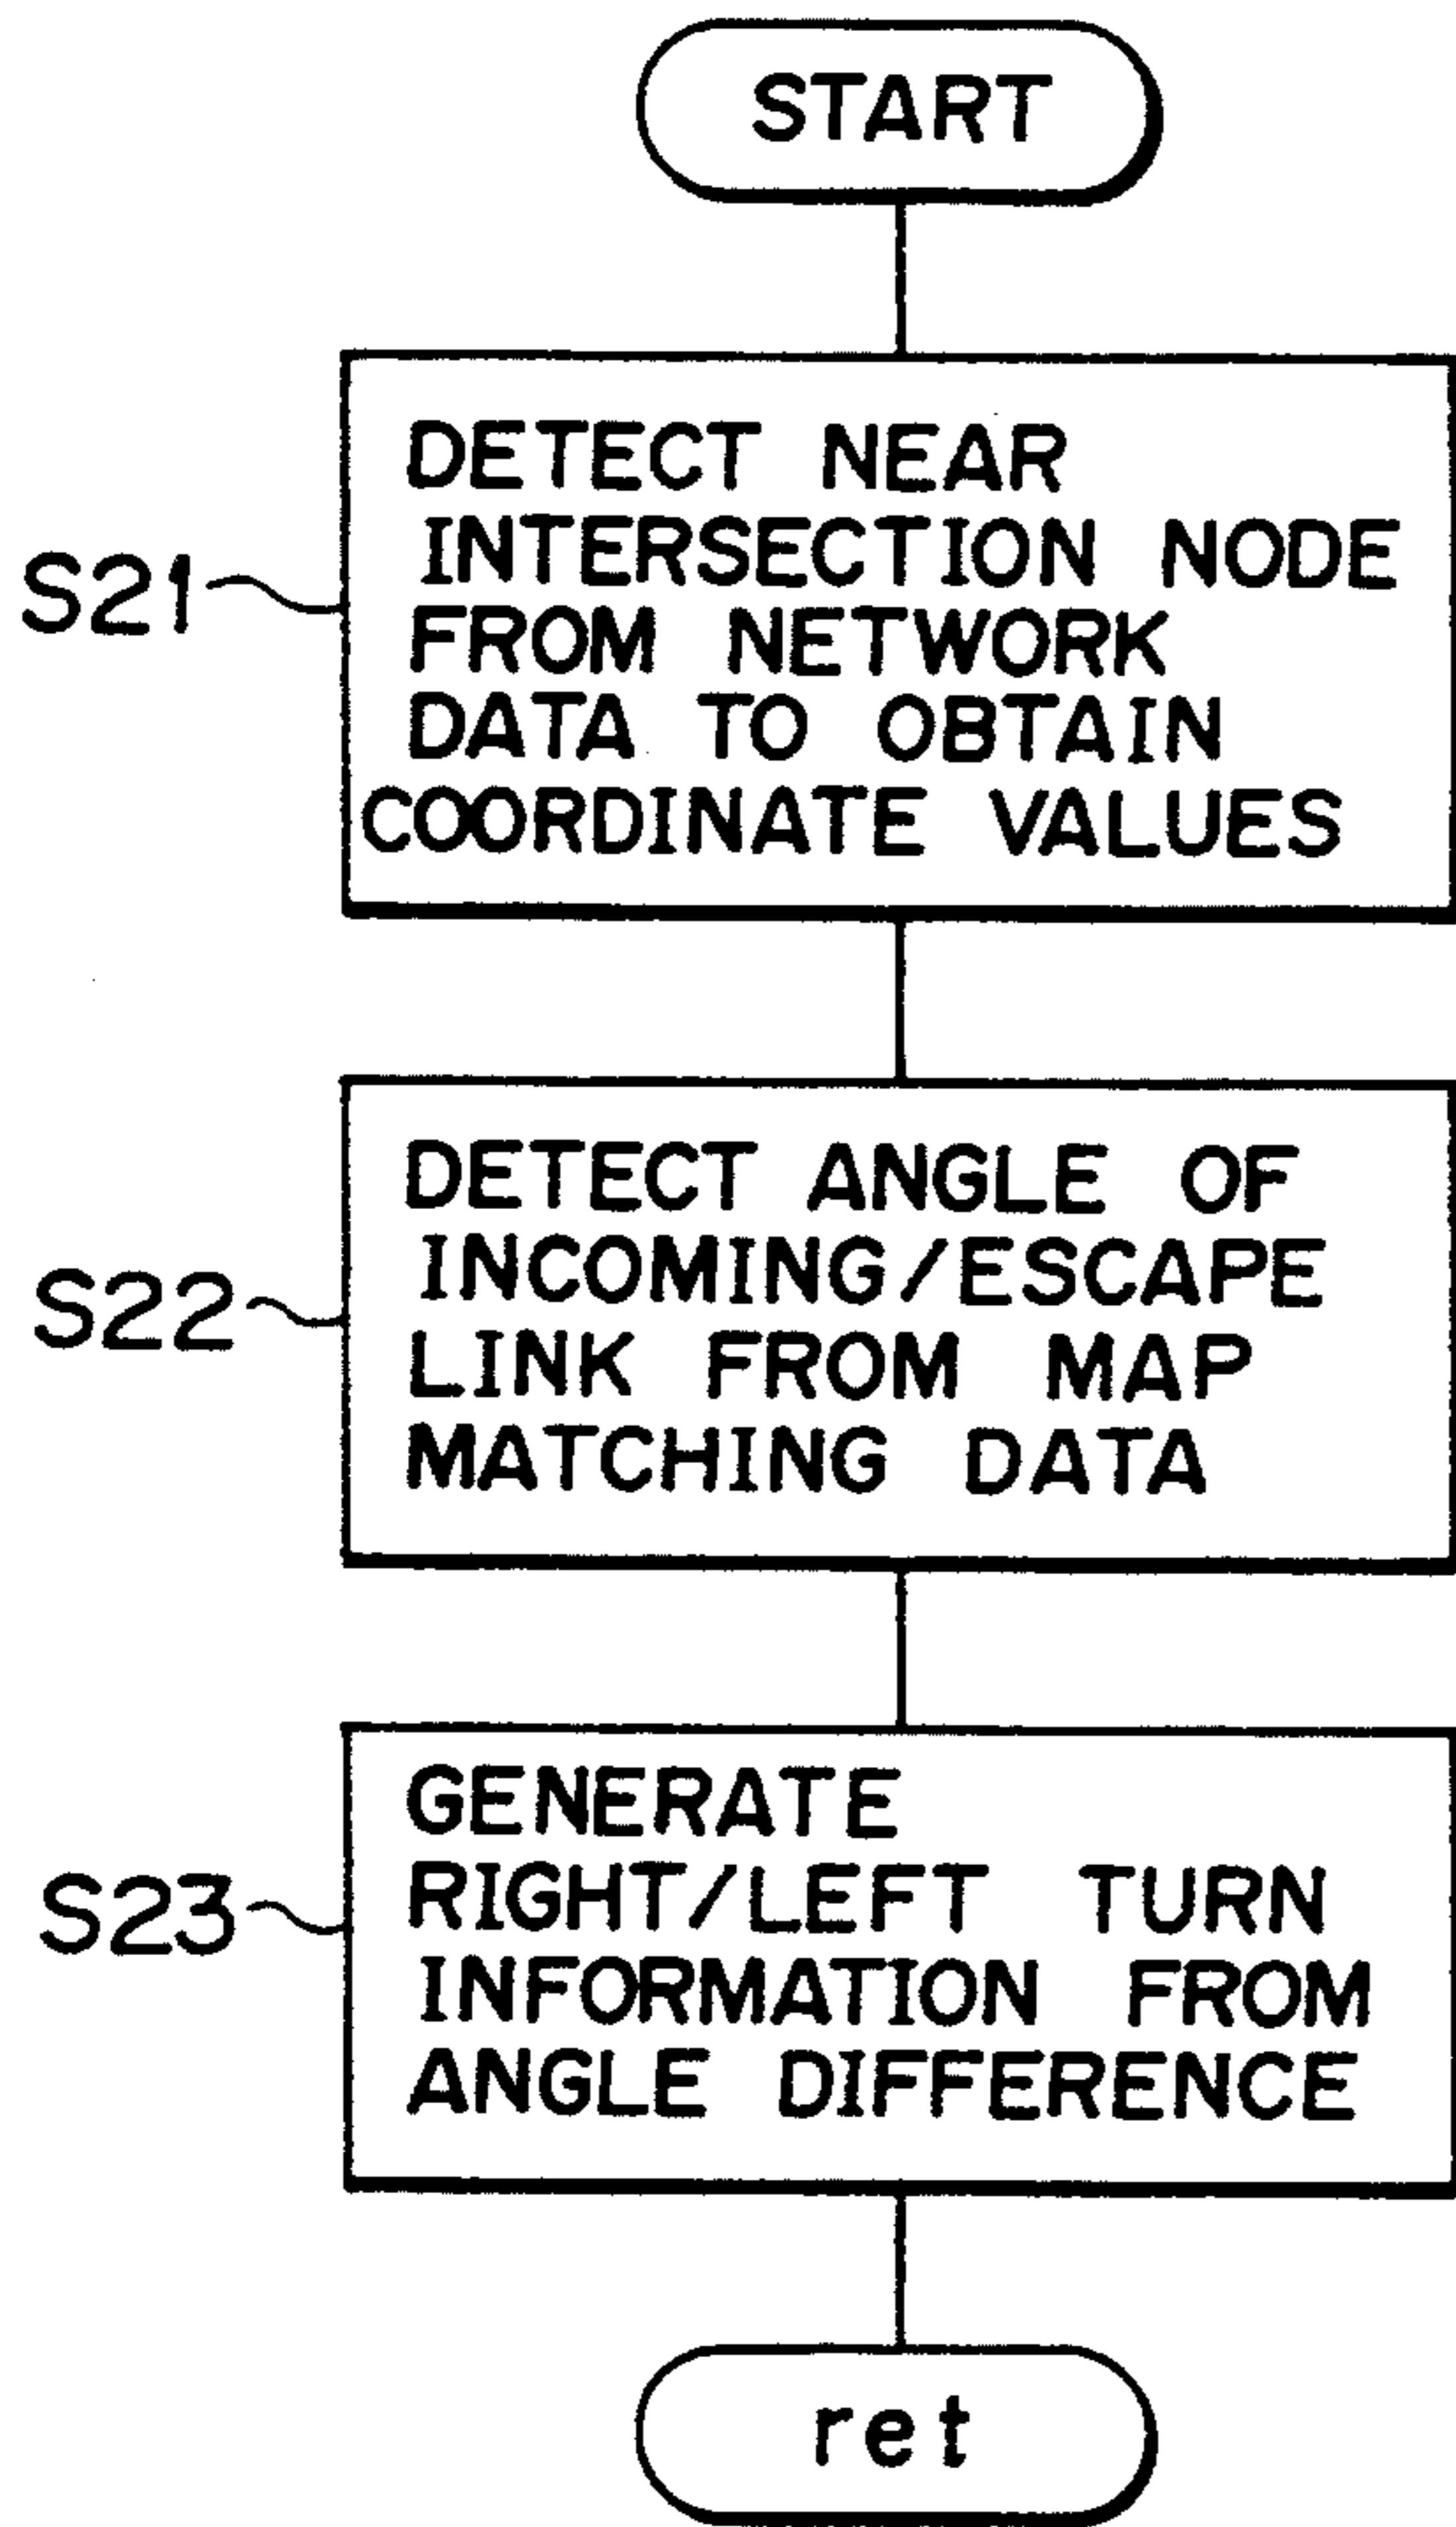 START
S21
DETECT NEAR
INTERSECTION NODE
FROM NETWORK
DATA TO OBTAIN
COORDINATE VALUES
S22
DETECT ANGLE OF
INCOMING/ESCAPE
LINK FROM MAP
MATCHING DATA
S23
GENERATE
RIGHT/LEFT TURN
INFORMATION FROM
ANGLE DIFFERENCE
ret